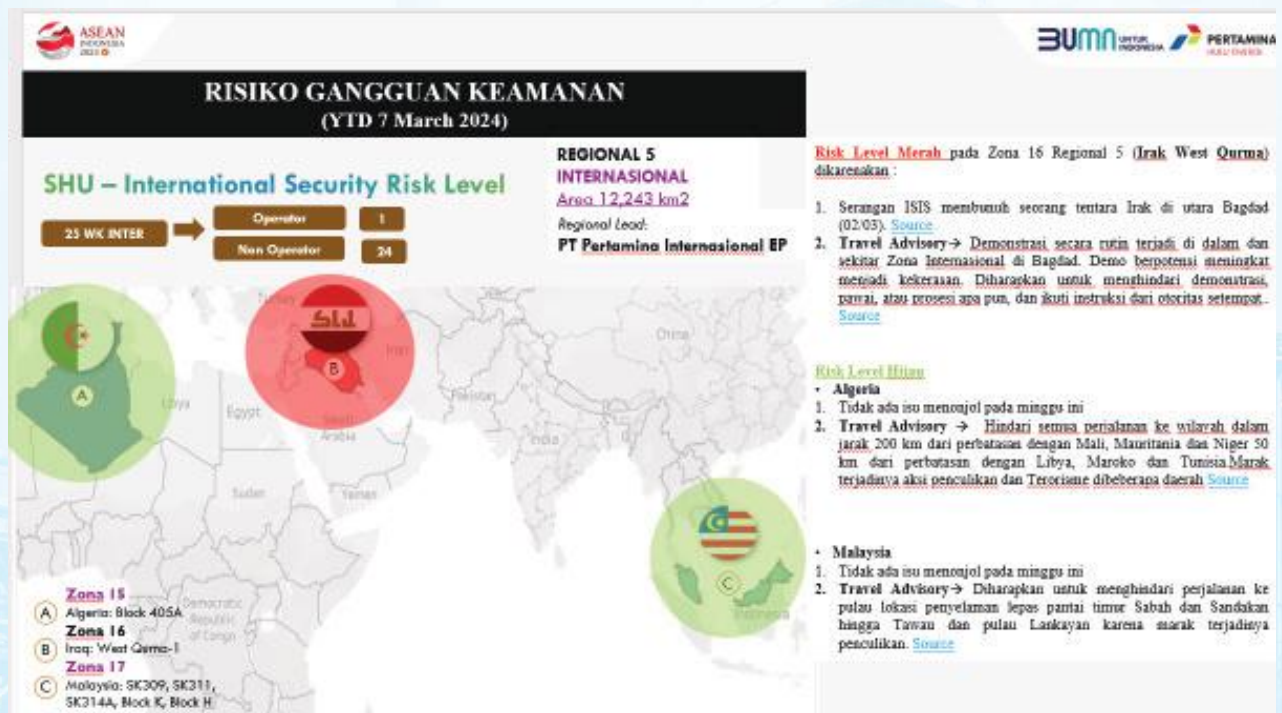 ASEAN
INDONESIA
2023
BUMN UNTUK
INDONESIA
PERTAMINA
HULU ENERGI
RISIKO GANGGUAN KEAMANAN
(YTD 7 March 2024)
SHU – International Security Risk Level
25 WK INTER
Operator
1
Non Operator
24
REGIONAL 5
INTERNASIONAL
Area 12,243 km2
Regional Lead:
PT Pertamina Internasional EP
Turkey
Iran
China
Libya
Egypt
Saudi
Arabia
Pakistan
India
Sudan
Yemen
Democratic
Republic
of Congo
Indonesia
A
B
C
Zona 15
A Algeria: Block 405A
Zona 16
B Iraq: West Qurna-1
Zona 17
C Malaysia: SK309, SK311,
SK314A, Block K, Block H
Risk Level Merah pada Zona 16 Regional 5 (Irak West Qurma)
dikarenakan :
1. Serangan ISIS membunuh seorang tentara Irak di utara Bagdad
(02/03). Source
2. Travel Advisory→ Demonstrasi secara rutin terjadi di dalam dan
sekitar Zona Internasional di Bagdad. Demo berpotensi meningkat
menjadi kekerasan. Diharapkan untuk menghindari demonstrasi,
pawai, atau prosesi apa pun, dan ikuti instruksi dari otoritas setempat..
Source
Risk Level Hijau
• Algeria
1. Tidak ada isu menonjol pada minggu ini
2. Travel Advisory → Hindari semua perjalanan ke wilayah dalam
jarak 200 km dari perbatasan dengan Mali, Mauritania dan Niger 50
km dari perbatasan dengan Libya, Maroko dan Tunisia.Marak
terjadinya aksi penculikan dan Terorisme dibeberapa daerah Source
• Malaysia
1. Tidak ada isu menonjol pada minggu ini
2. Travel Advisory→ Diharapkan untuk menghindari perjalanan ke
pulau lokasi penyelaman lepas pantai timur Sabah dan Sandakan
hingga Tawau dan pulau Lankayan karena marak terjadinya
penculikan. Source